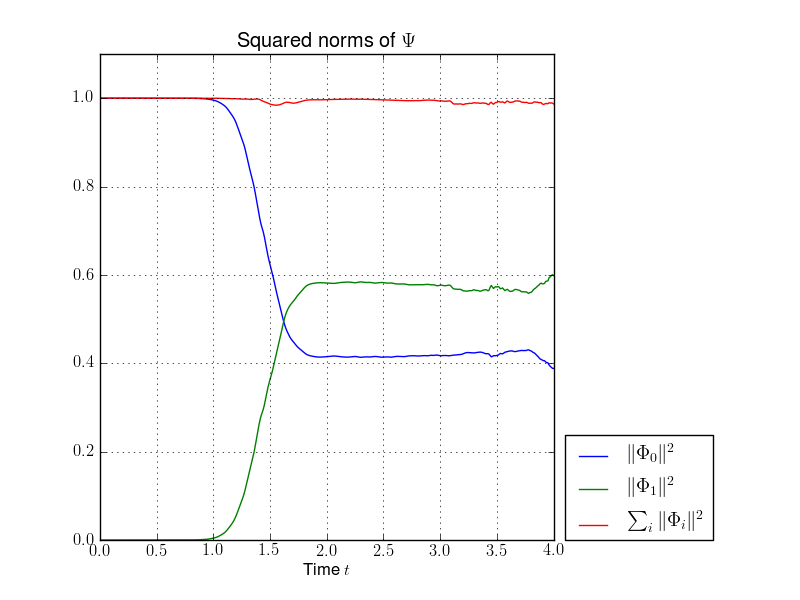 Squared norms of Ψ
1.0
0.8
0.6
0.4
0.2
0.0
0.0 0.5 1.0 1.5 2.0 2.5 3.0 3.5 4.0
Time t
‖Φ₀‖²
‖Φ₁‖²
∑ᵢ ‖Φᵢ‖²